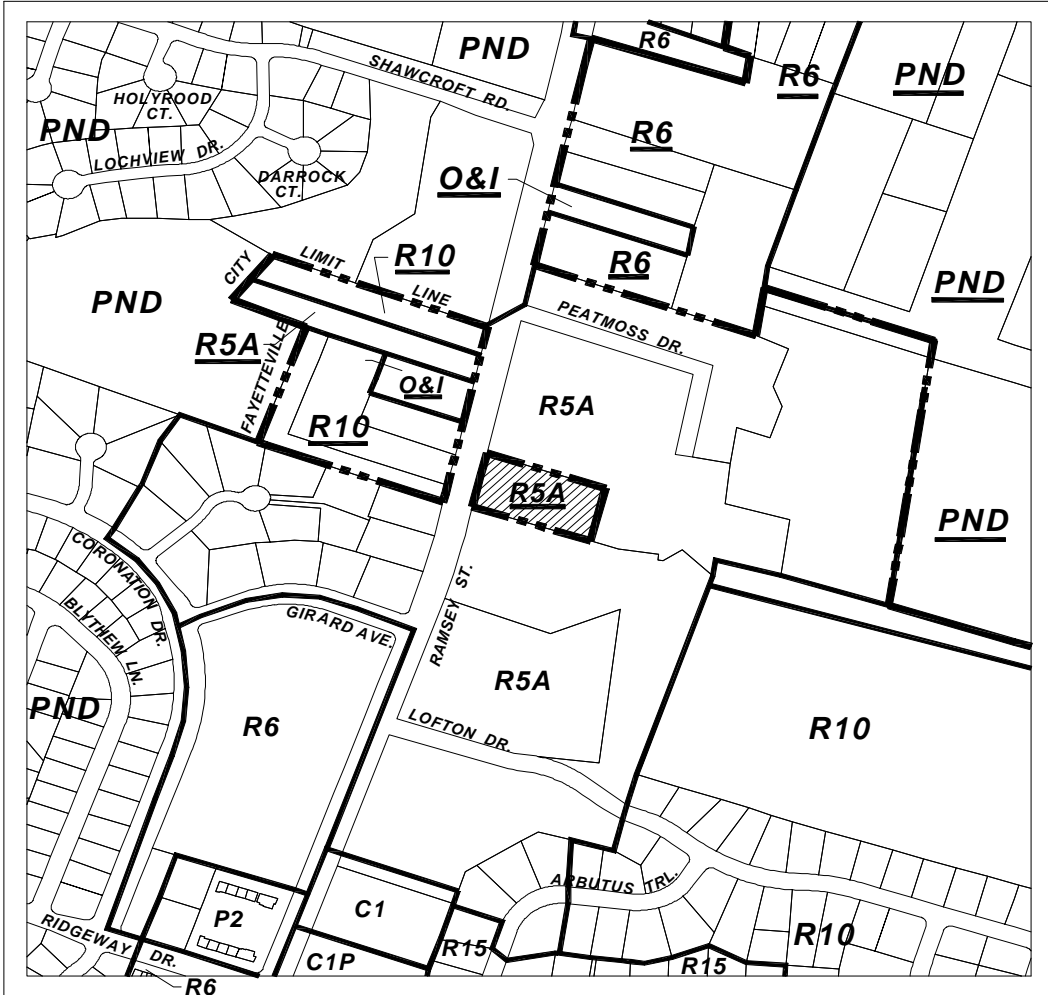 PND
R6
SHAWCROFT RD.
R6
PND
HOLYROOD
CT.
PND
R6
LOCHVIEW DR.
DARROCK
CT.
O&I
R10
R6
PND
CITY LIMIT LINE
PND
PEATMOSS DR.
R5A
FAYETTEVILLE
O&I
R5A
R10
R5A
PND
CORONATION DR.
BLYTHEW LN.
GIRARD AVE.
RAMSEY ST.
R5A
PND
R6
LOFTON DR.
R10
ARBUTUS TRL.
P2
C1
RIDGEWAY DR.
R15
R10
C1P
R15
R6